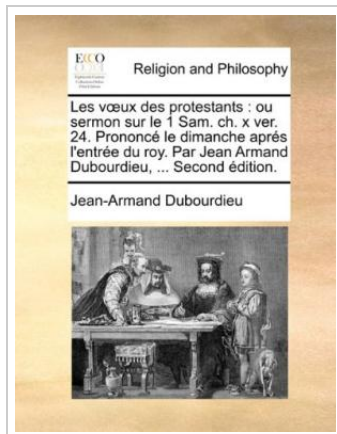 ECCO
Religion and Philosophy
Les vœux des protestants : ou
sermon sur le 1 Sam. ch. x ver.
24. Prononcé le dimanche aprés
l'entrée du roy. Par Jean Armand
Dubourdieu, ... Second édition.
Jean-Armand Dubourdieu